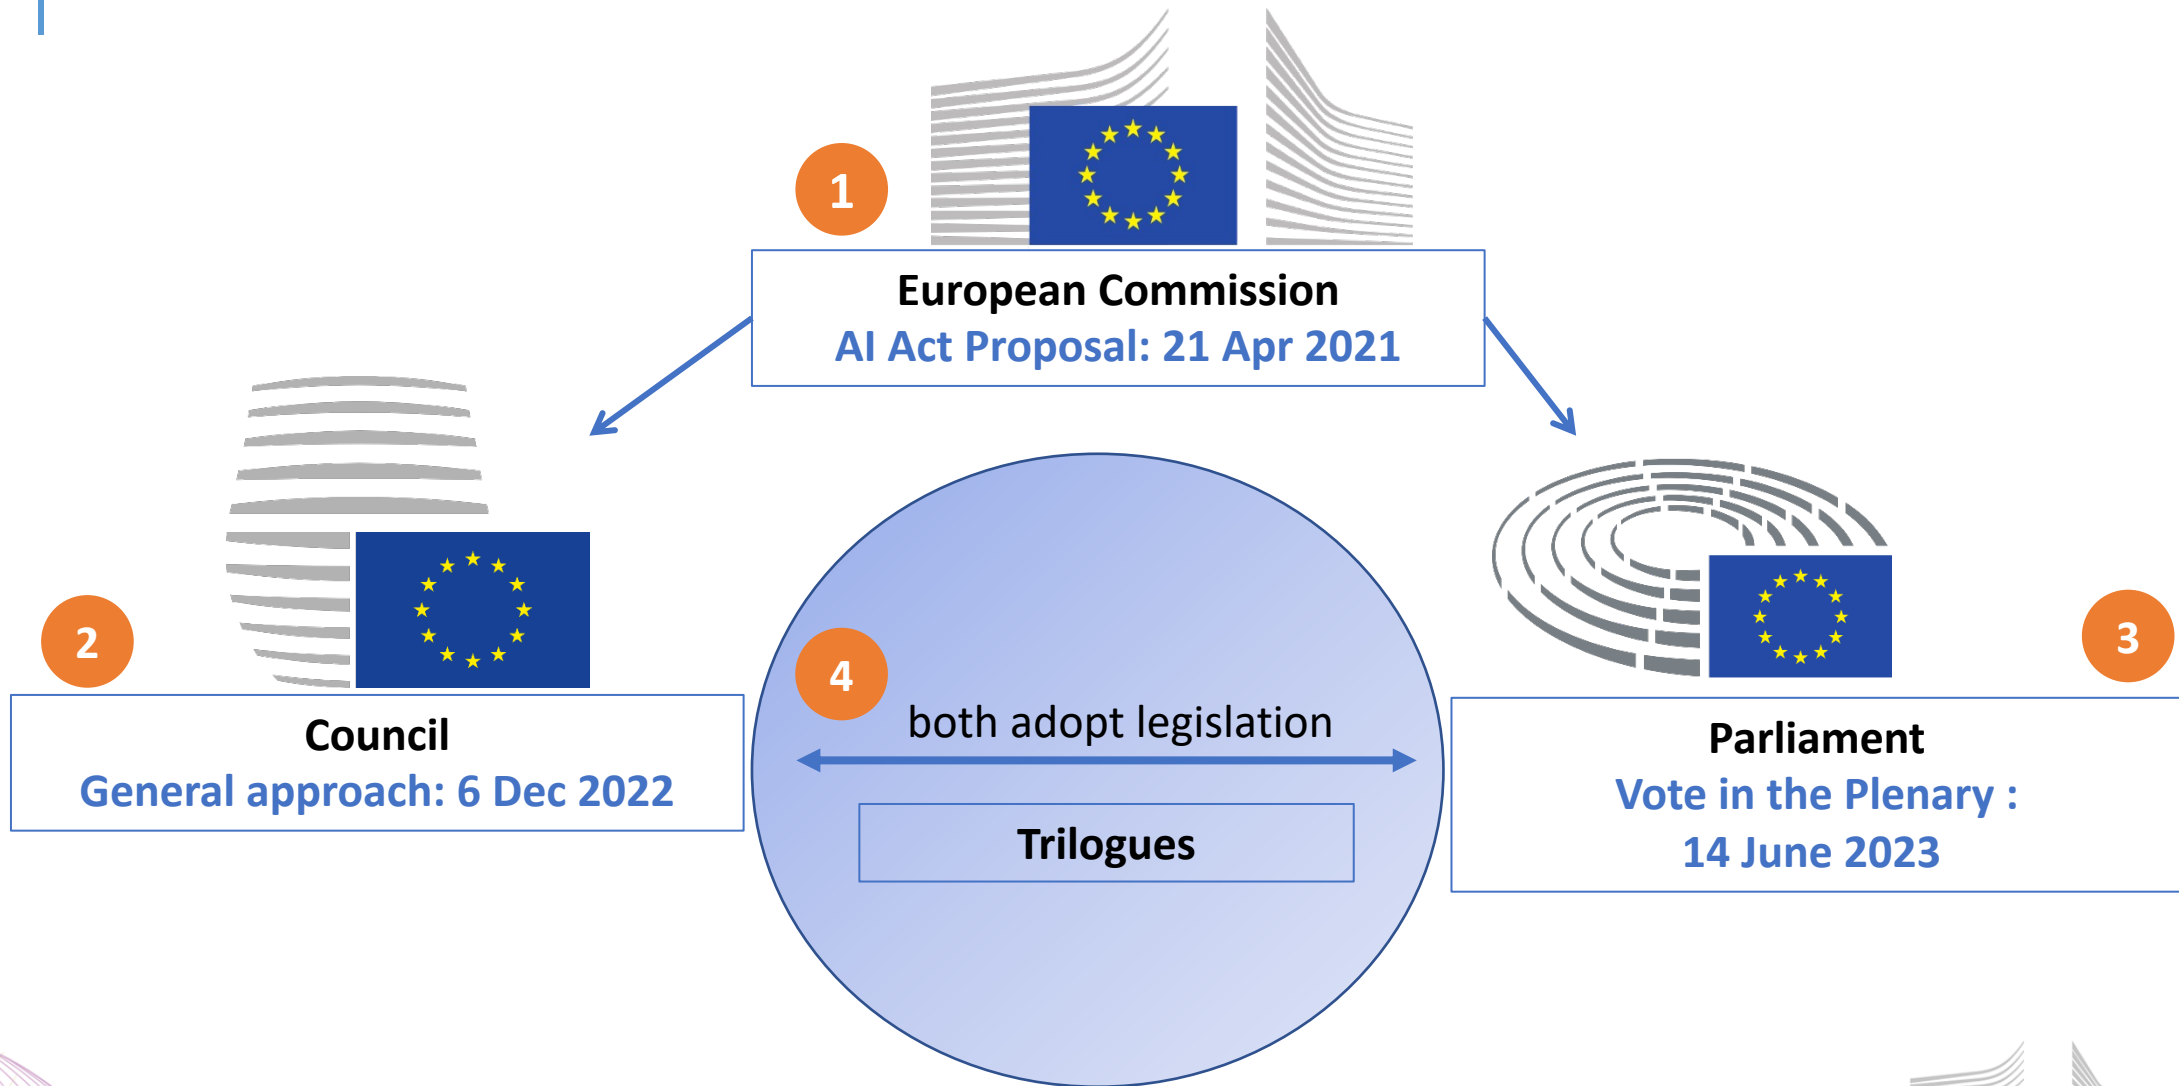 1
European Commission
AI Act Proposal: 21 Apr 2021
2
Council
General approach: 6 Dec 2022
4
both adopt legislation
Trilogues
3
Parliament
Vote in the Plenary :
14 June 2023